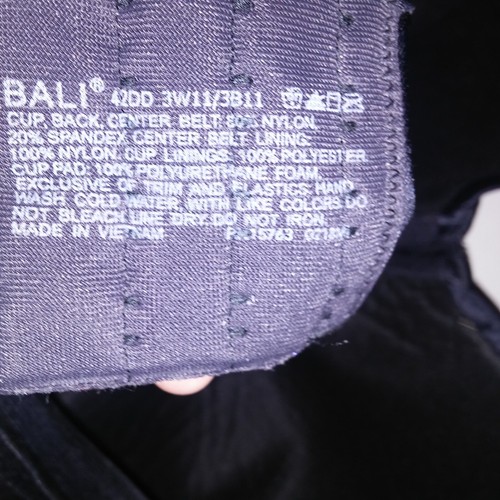 BALI® 42DD 3W11/3B11
CUP, BACK, CENTER BELT 80% NYLON,
20% SPANDEX CENTER BELT LINING:
100% NYLON. CUP LININGS: 100% POLYESTER.
CUP PAD: 100% POLYURETHANE FOAM.
EXCLUSIVE OF TRIM AND ELASTICS. HAND
WASH COLD WATER, WITH LIKE COLORS DO
NOT BLEACH. LINE DRY. DO NOT IRON.
MADE IN VIETNAM 15763